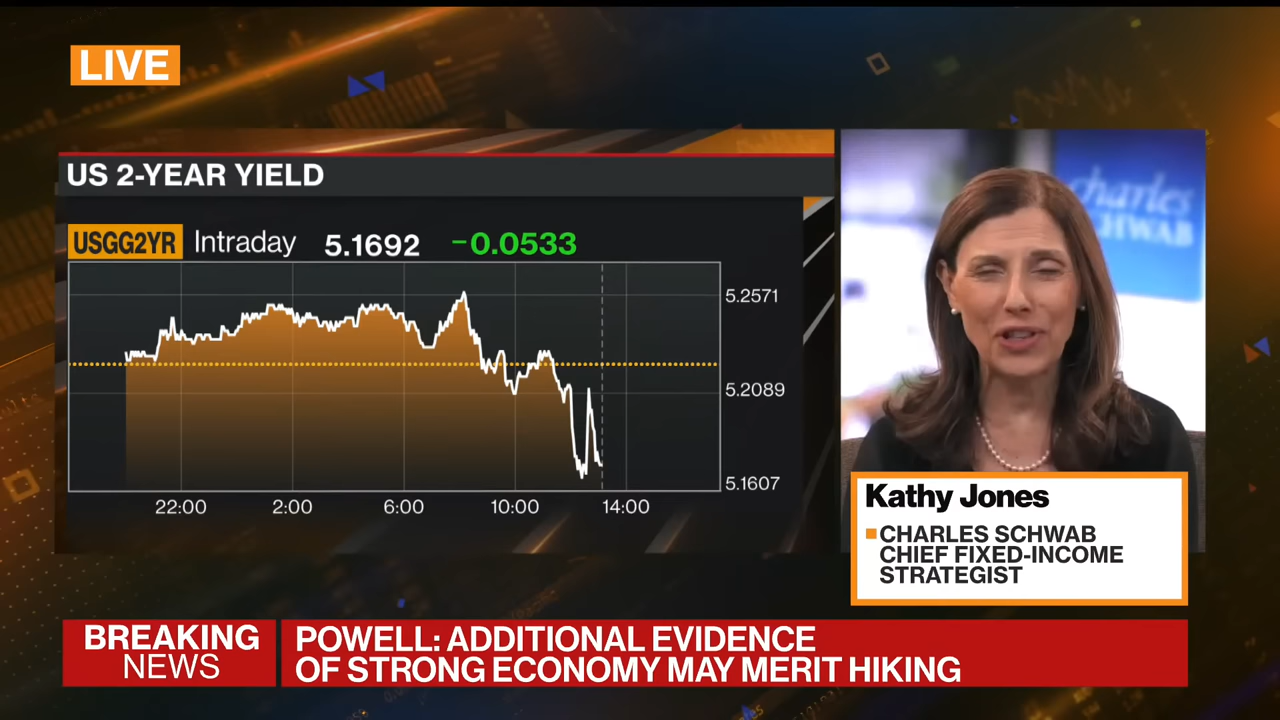 LIVE
US 2-YEAR YIELD
USGG2YR Intraday 5.1692 -0.0533
5.2571
5.2089
5.1607
22:00 2:00 6:00 10:00 14:00
charles
SCHWAB
Kathy Jones
CHARLES SCHWAB
CHIEF FIXED-INCOME
STRATEGIST
BREAKING
NEWS
POWELL: ADDITIONAL EVIDENCE
OF STRONG ECONOMY MAY MERIT HIKING